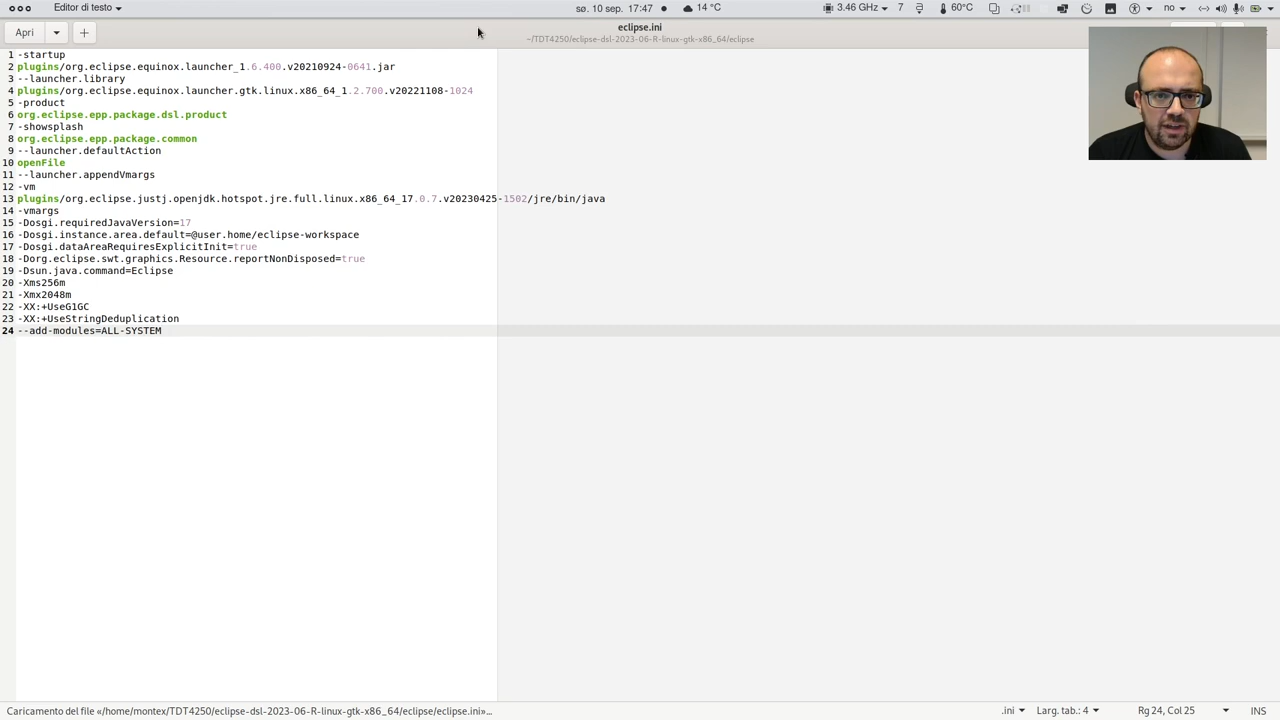 Editor di testo
sø. 10 sep. 17:47
14 °C
3.46 GHz
7
60°C
no
Apri
eclipse.ini
~/TDT4250/eclipse-dsl-2023-06-R-linux-gtk-x86_64/eclipse
1 -startup
2 plugins/org.eclipse.equinox.launcher_1.6.400.v20210924-0641.jar
3 --launcher.library
4 plugins/org.eclipse.equinox.launcher.gtk.linux.x86_64_1.2.700.v20221108-1024
5 -product
6 org.eclipse.epp.package.dsl.product
7 -showsplash
8 org.eclipse.epp.package.common
9 --launcher.defaultAction
10 openFile
11 --launcher.appendVmargs
12 -vm
13 plugins/org.eclipse.justj.openjdk.hotspot.jre.full.linux.x86_64_17.0.7.v20230425-1502/jre/bin/java
14 -vmargs
15 -Dosgi.requiredJavaVersion=17
16 -Dosgi.instance.area.default=@user.home/eclipse-workspace
17 -Dosgi.dataAreaRequiresExplicitInit=true
18 -Dorg.eclipse.swt.graphics.Resource.reportNonDisposed=true
19 -Dsun.java.command=Eclipse
20 -Xms256m
21 -Xmx2048m
22 -XX:+UseG1GC
23 -XX:+UseStringDeduplication
24 --add-modules=ALL-SYSTEM
Caricamento del file «/home/montex/TDT4250/eclipse-dsl-2023-06-R-linux-gtk-x86_64/eclipse/eclipse.ini»…
.ini
Larg. tab.: 4
Rg 24, Col 25
INS